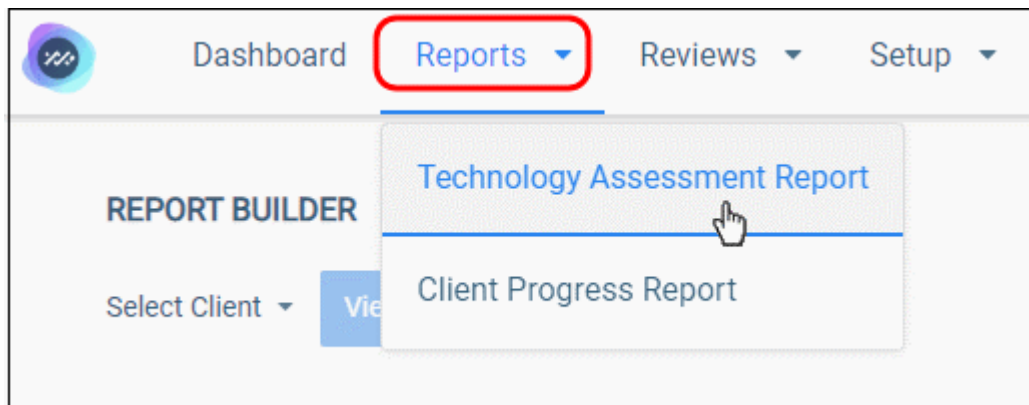 Dashboard Reports Reviews Setup
Technology Assessment Report
REPORT BUILDER
Client Progress Report
Select Client